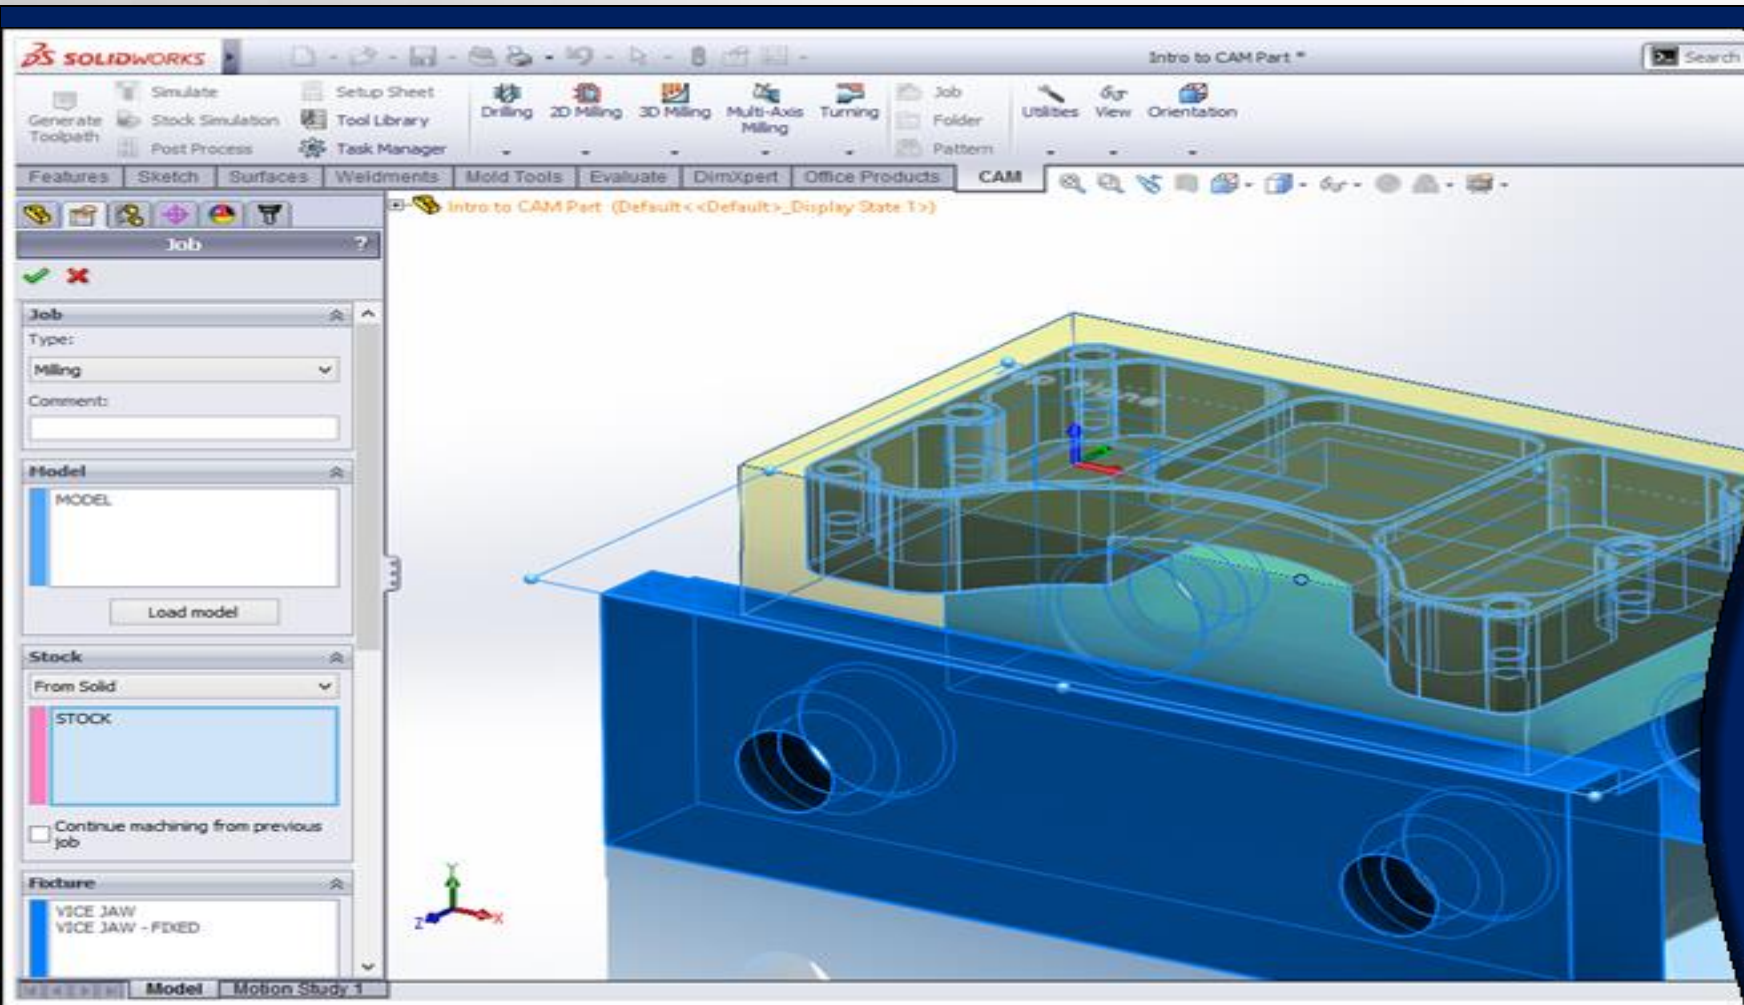 SOLIDWORKS
Intro to CAM Part *
Search
Generate Toolpath
Simulate
Stock Simulation
Post Process
Setup Sheet
Tool Library
Task Manager
Drilling
2D Milling
3D Milling
Multi-Axis Milling
Turning
Job
Folder
Pattern
Utilities
View
Orientation
Features
Sketch
Surfaces
Weldments
Mold Tools
Evaluate
DimXpert
Office Products
CAM
Intro to CAM Part (Default<<Default>_Display State 1>)
Job
?
Job
Type:
Milling
Comment:
Model
MODEL
Load model
Stock
From Solid
STOCK
Continue machining from previous
job
Fixture
VICE JAW
VICE JAW - FIXED
Y
Z
X
Model
Motion Study 1